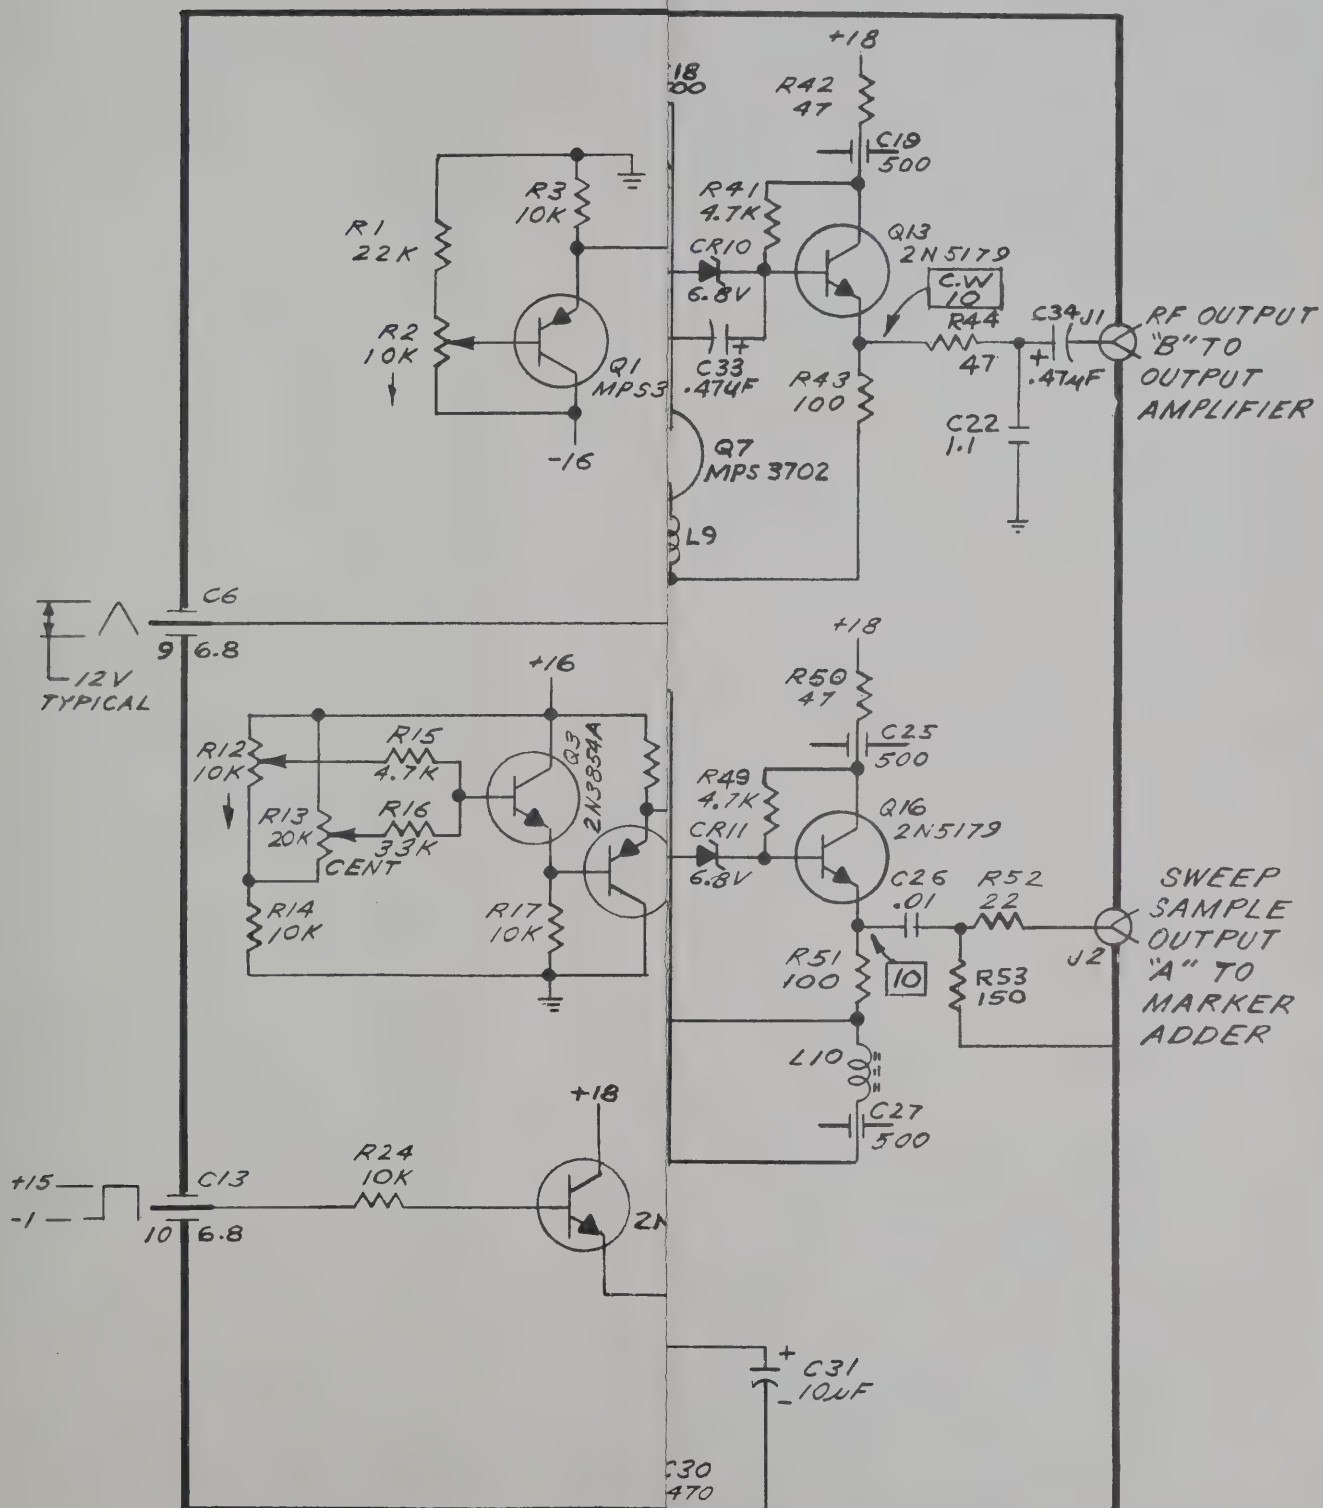 +18
R42
47
C19
500
R41
4.7K
Q13
2N5179
CR10
6.8V
C.W
10
R44
47
C34
+
.47µF
J1
RF OUTPUT
"B" TO
OUTPUT
AMPLIFIER
+
C33
.47µF
R43
100
C22
1.1
Q7
MPS 3702
L9
R3
10K
R1
22K
R2
10K
Q1
MPS3
-16
C6
9
6.8
12V
TYPICAL
+16
R12
10K
R15
4.7K
R13
20K
CENT
R16
33K
Q3
2N3854A
R14
10K
R17
10K
+18
R50
47
C25
500
R49
4.7K
Q16
2N5179
CR11
6.8V
C26
.01
R52
22
R51
100
10
R53
150
J2
SWEEP
SAMPLE
OUTPUT
"A" TO
MARKER
ADDER
L10
C27
500
+18
R24
10K
+15
-1
C13
10
6.8
+
C31
10µF
-
C30
470